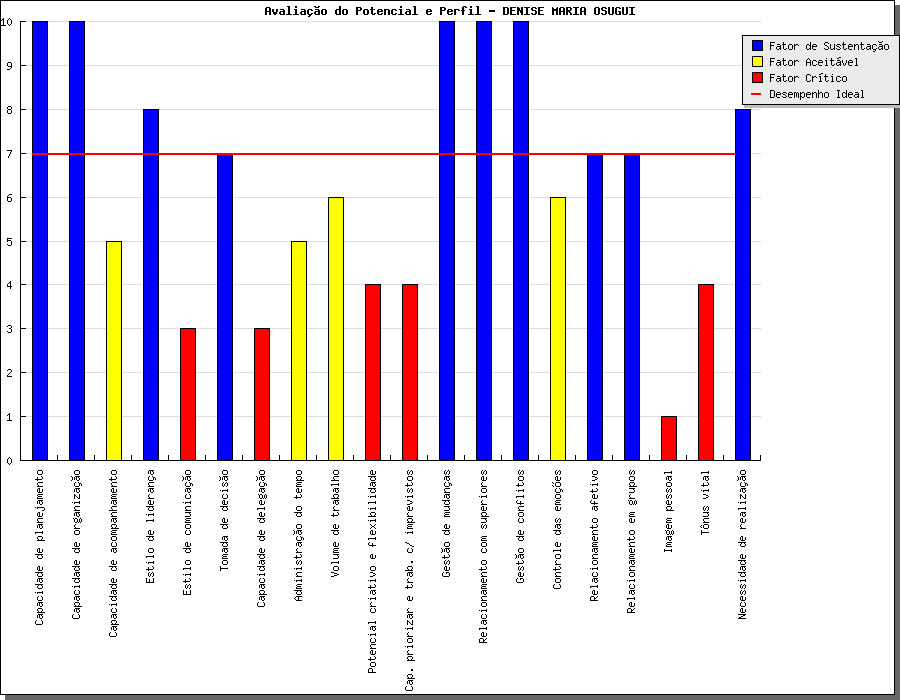 Avaliação do Potencial e Perfil - DENISE MARIA OSUGUI
10
9
8
7
6
5
4
3
2
1
0
Fator de Sustentação
Fator Aceitável
Fator Crítico
Desempenho Ideal
Capacidade de planejamento
Capacidade de organização
Capacidade de acompanhamento
Estilo de liderança
Estilo de comunicação
Tomada de decisão
Capacidade de delegação
Administração do tempo
Volume de trabalho
Potencial criativo e flexibilidade
Cap. priorizar e trab. c/ imprevistos
Gestão de mudanças
Relacionamento com superiores
Gestão de conflitos
Controle das emoções
Relacionamento afetivo
Relacionamento em grupos
Imagem pessoal
Tônus vital
Necessidade de realização